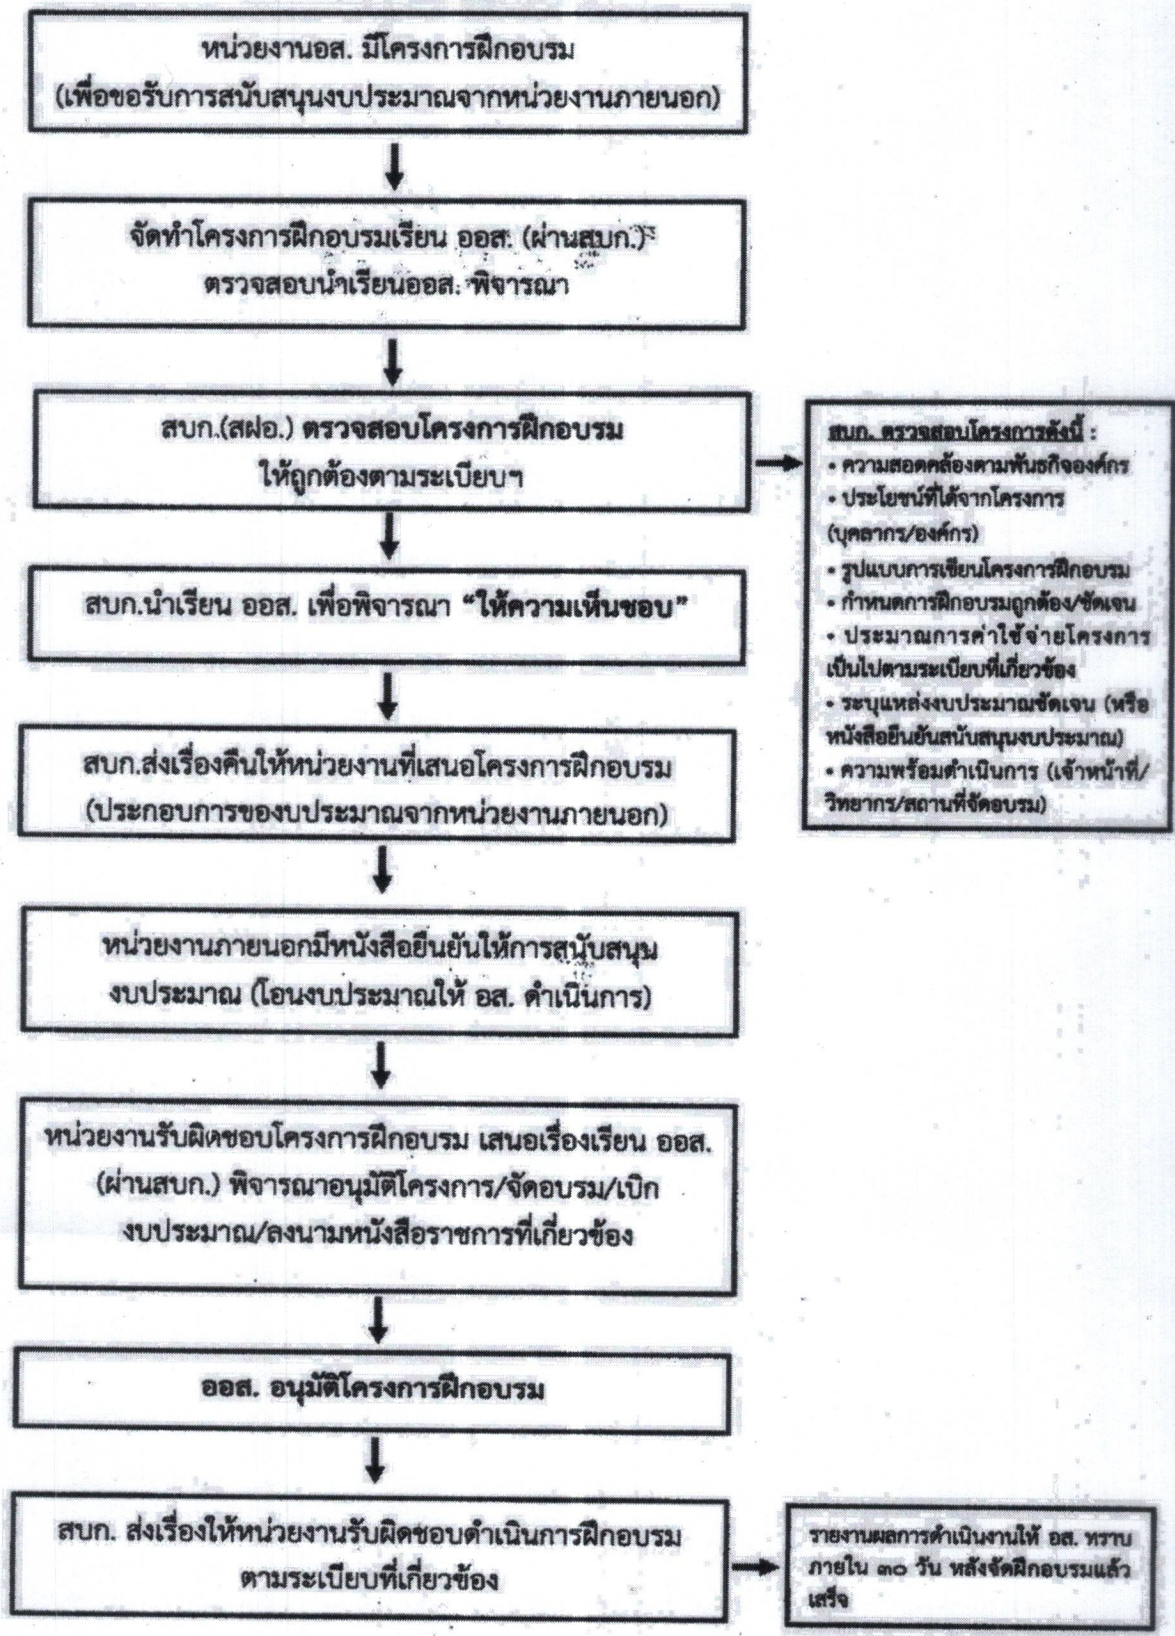 หน่วยงานอส. มีโครงการฝึกอบรม
(เพื่อขอรับการสนับสนุนงบประมาณจากหน่วยงานภายนอก)
จัดทำโครงการฝึกอบรมเรียน ออส. (ผ่านสบก.)
ตรวจสอบนำเรียนออส. พิจารณา
สบก.(สฝอ.) ตรวจสอบโครงการฝึกอบรม
ให้ถูกต้องตามระเบียบฯ
สบก. ตรวจสอบโครงการดังนี้ :
• ความสอดคล้องตามพันธกิจองค์กร
• ประโยชน์ที่ได้จากโครงการ
(บุคลากร/องค์กร)
• รูปแบบการเขียนโครงการฝึกอบรม
• กำหนดการฝึกอบรมถูกต้อง/ชัดเจน
• ประมาณการค่าใช้จ่ายโครงการ
เป็นไปตามระเบียบที่เกี่ยวข้อง
• ระบุแหล่งงบประมาณชัดเจน (หรือ
หนังสือยืนยันสนับสนุนงบประมาณ)
• ความพร้อมดำเนินการ (เจ้าหน้าที่/
วิทยากร/สถานที่จัดอบรม)
สบก.นำเรียน ออส. เพื่อพิจารณา “ให้ความเห็นชอบ”
สบก.ส่งเรื่องคืนให้หน่วยงานที่เสนอโครงการฝึกอบรม
(ประกอบการของบประมาณจากหน่วยงานภายนอก)
หน่วยงานภายนอกมีหนังสือยืนยันให้การสนับสนุน
งบประมาณ (โอนงบประมาณให้ อส. ดำเนินการ)
หน่วยงานรับผิดชอบโครงการฝึกอบรม เสนอเรื่องเรียน ออส.
(ผ่านสบก.) พิจารณาอนุมัติโครงการ/จัดอบรม/เบิก
งบประมาณ/ลงนามหนังสือราชการที่เกี่ยวข้อง
ออส. อนุมัติโครงการฝึกอบรม
สบก. ส่งเรื่องให้หน่วยงานรับผิดชอบดำเนินการฝึกอบรม
ตามระเบียบที่เกี่ยวข้อง
รายงานผลการดำเนินงานให้ อส. ทราบ
ภายใน ๓๐ วัน หลังจัดฝึกอบรมแล้ว
เสร็จ